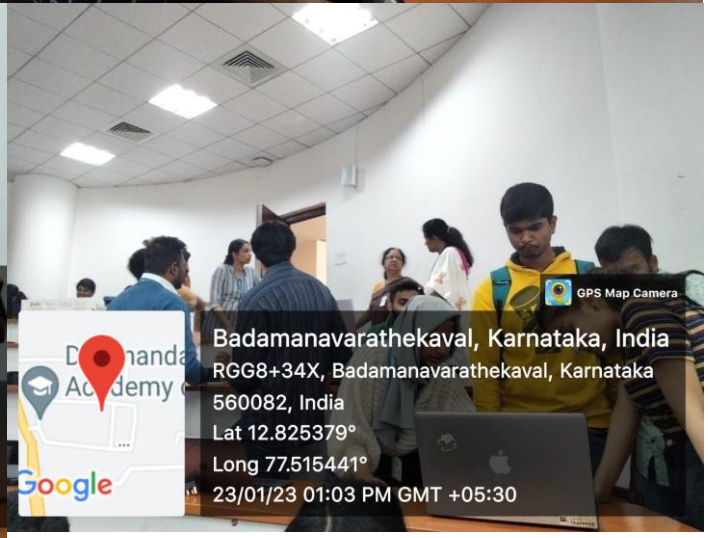 GPS Map Camera
Badamanavarathekaval, Karnataka, India
RGG8+34X, Badamanavarathekaval, Karnataka
560082, India
Lat 12.825379°
Long 77.515441°
23/01/23 01:03 PM GMT +05:30
Google